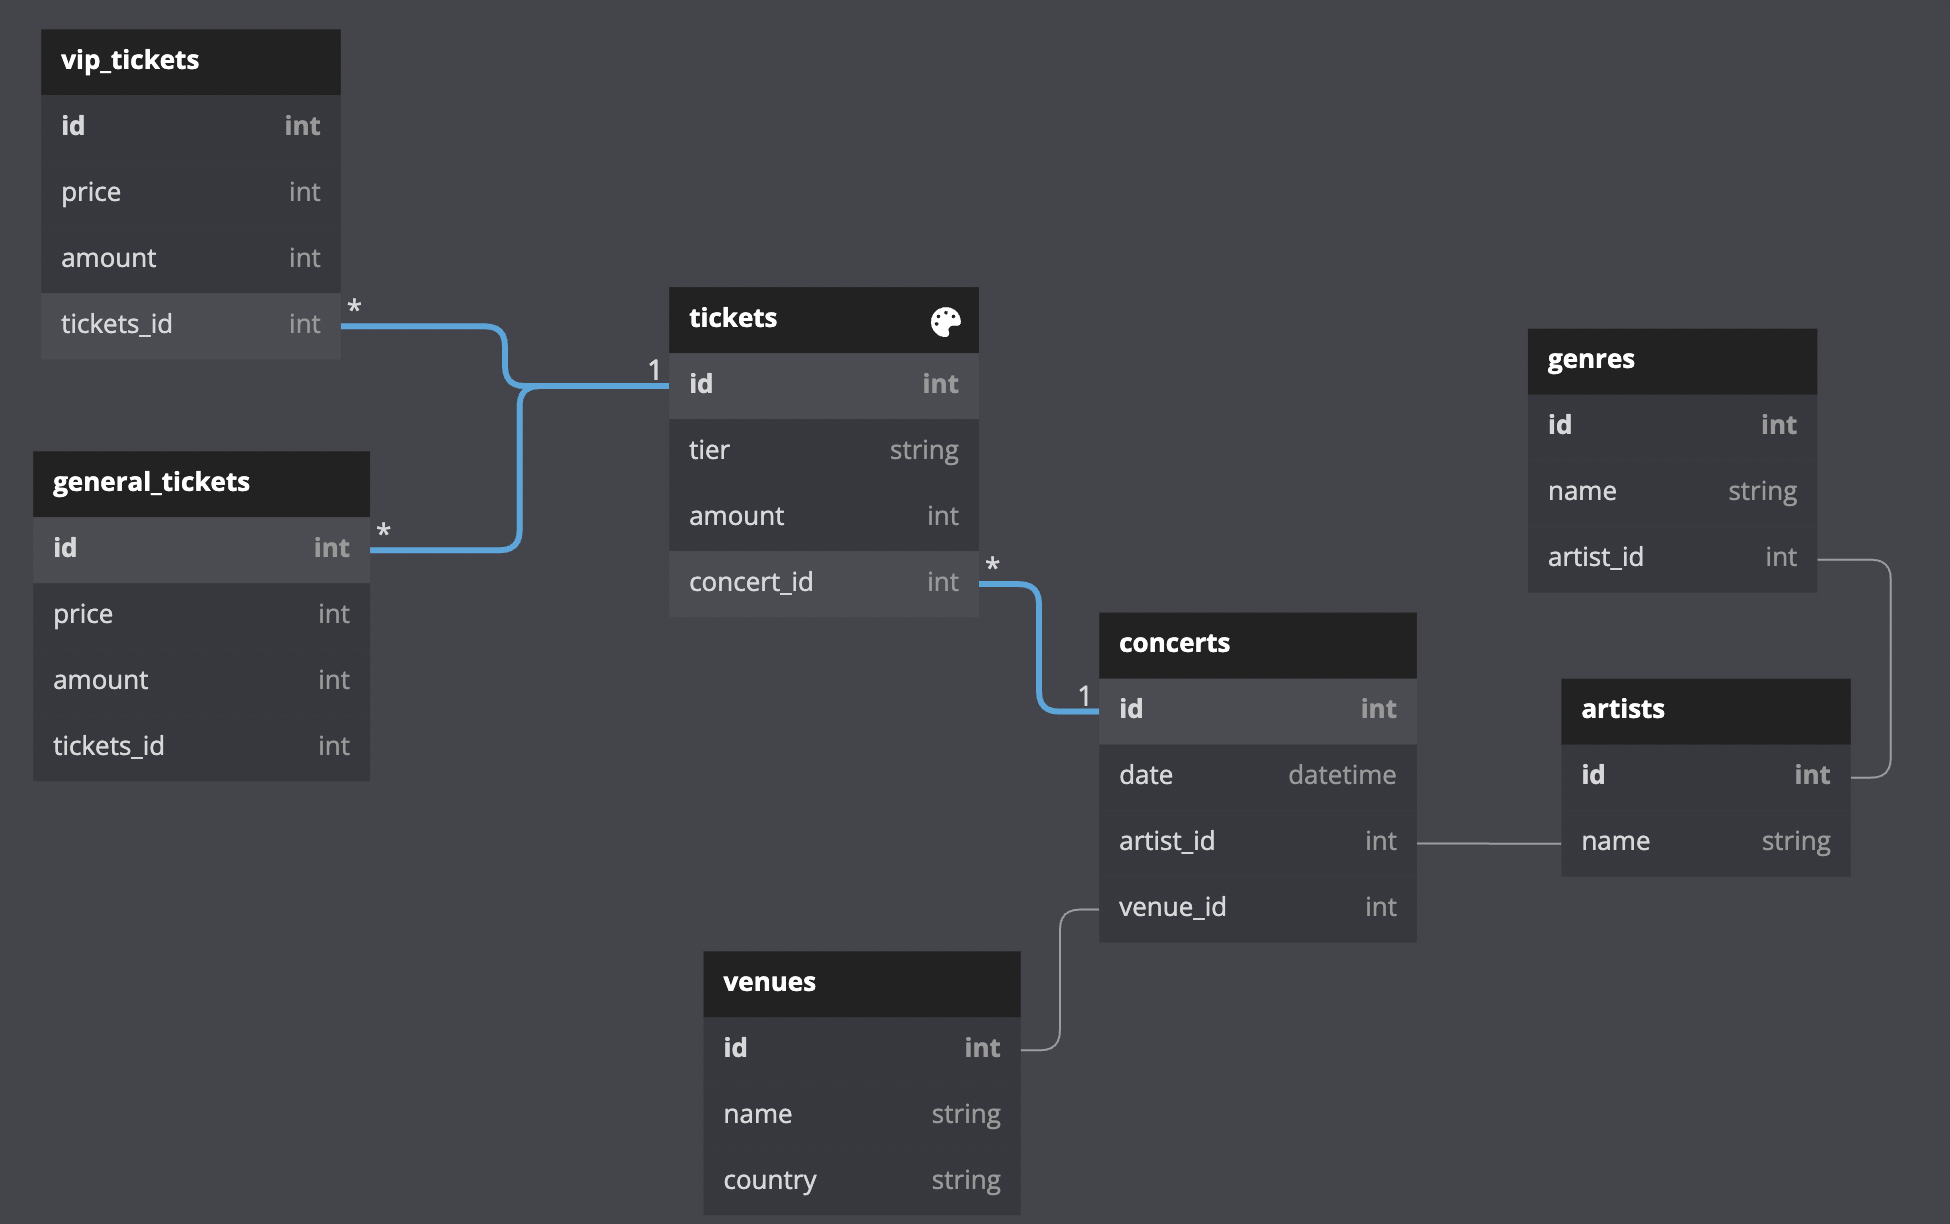 vip_tickets
id int
price int
amount int
tickets_id int
*
general_tickets
id int
*
price int
amount int
tickets_id int
tickets
1
id int
tier string
amount int
concert_id int
*
concerts
1
id int
date datetime
artist_id int
venue_id int
venues
id int
name string
country string
genres
id int
name string
artist_id int
artists
id int
name string